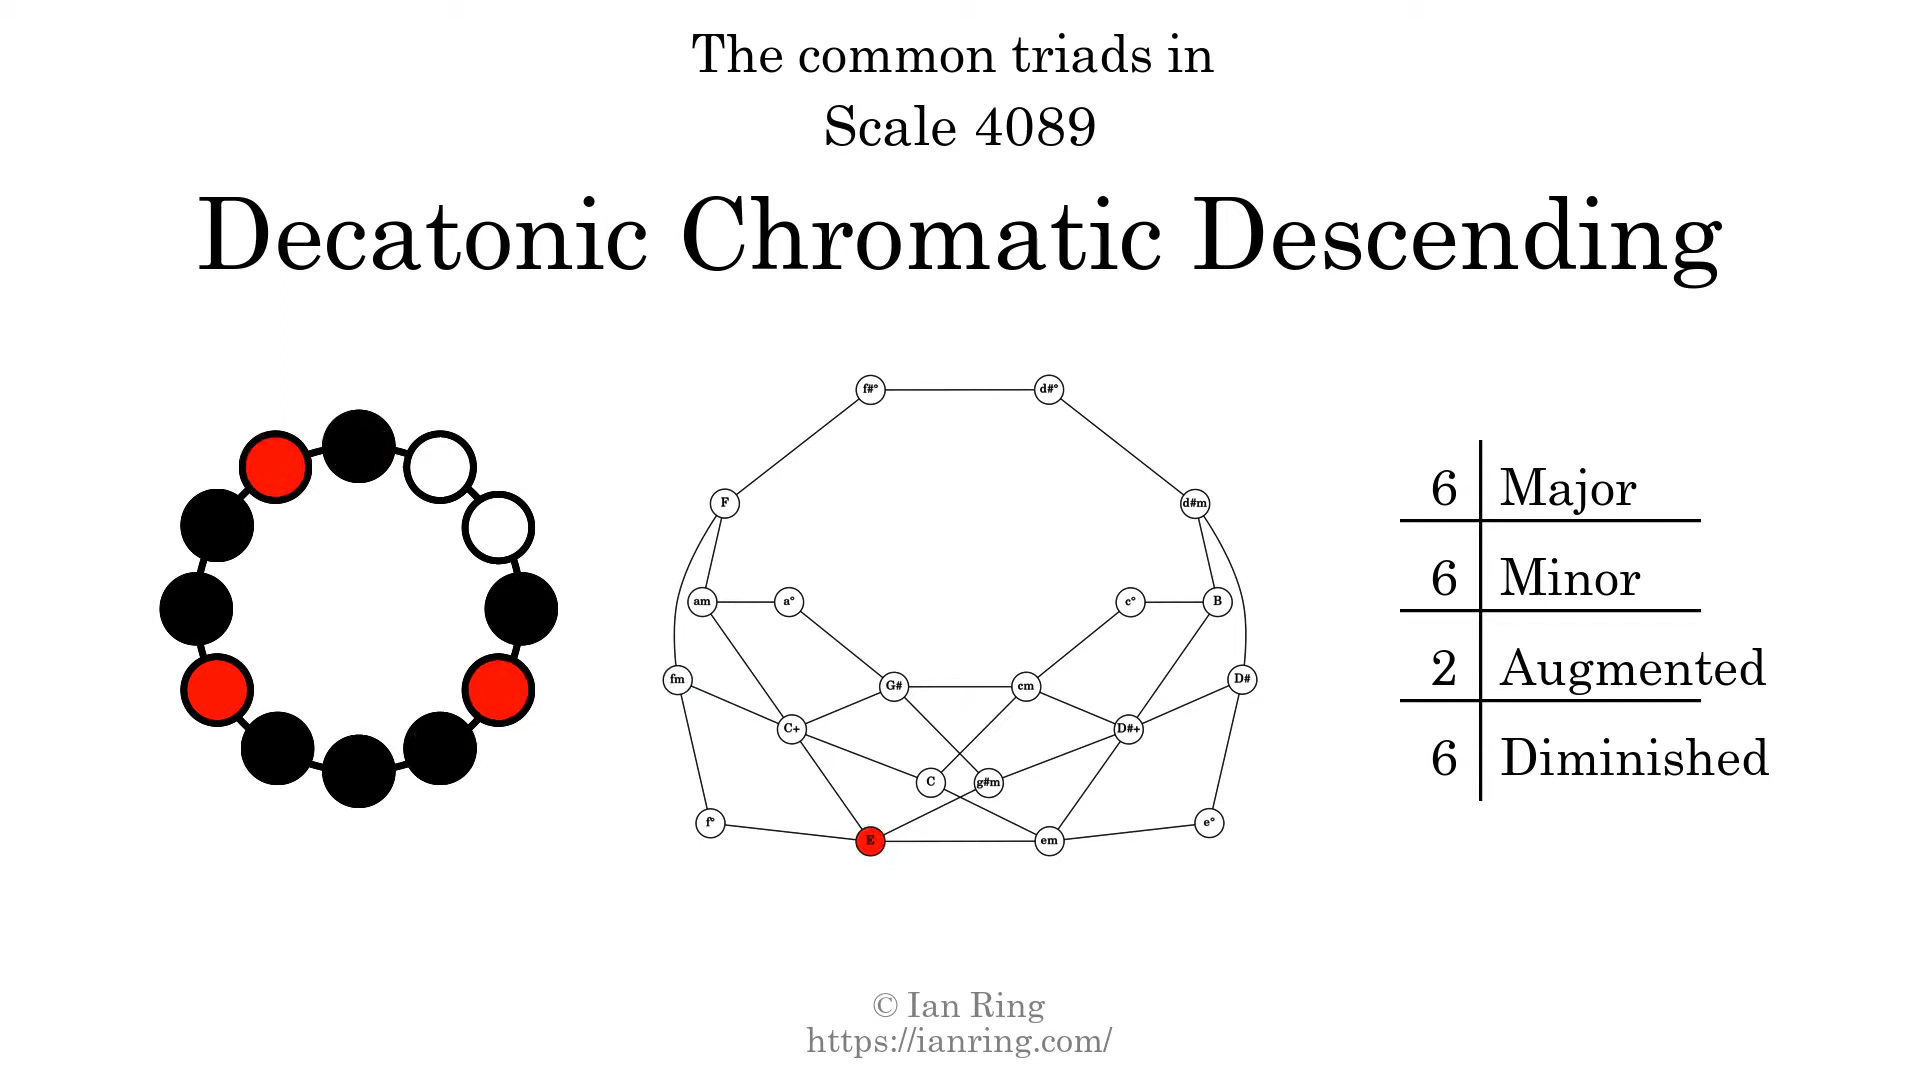 The common triads in
Scale 4089
Decatonic Chromatic Descending
f#° d#°
F d#m
am a° c° B
fm G# cm D#
C+ D#+
C g#m
f° e°
E em
6 Major
6 Minor
2 Augmented
6 Diminished
© Ian Ring
https://ianring.com/